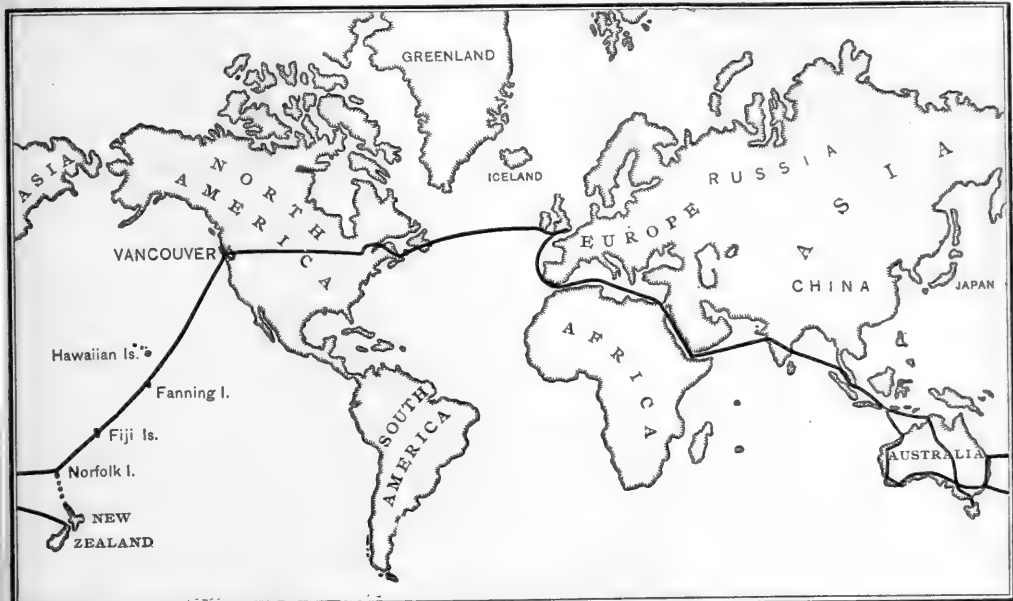 GREENLAND
ICELAND
ASIA
NORTH
AMERICA
VANCOUVER
EUROPE
RUSSIA
ASIA
CHINA
JAPAN
AFRICA
Hawaiian Is.
Fanning I.
Fiji Is.
Norfolk I.
SOUTH
AMERICA
AUSTRALIA
NEW
ZEALAND